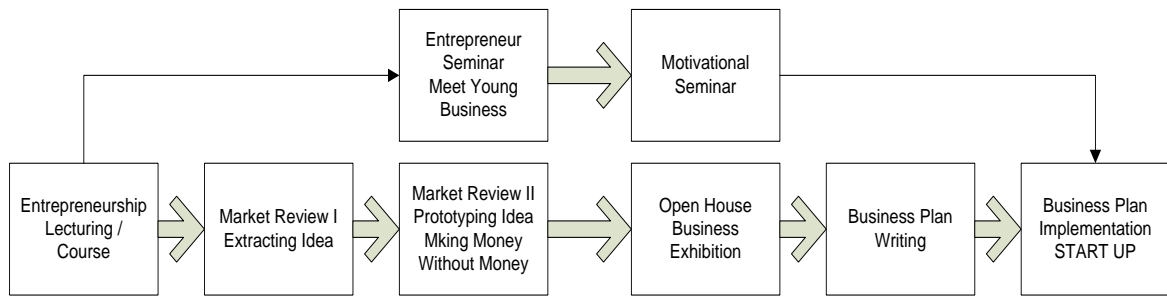 Entrepreneur
Seminar
Meet Young
Business
Motivational
Seminar
Entrepreneurship
Lecturing /
Course
Market Review I
Extracting Idea
Market Review II
Prototyping Idea
Mking Money
Without Money
Open House
Business
Exhibition
Business Plan
Writing
Business Plan
Implementation
START UP